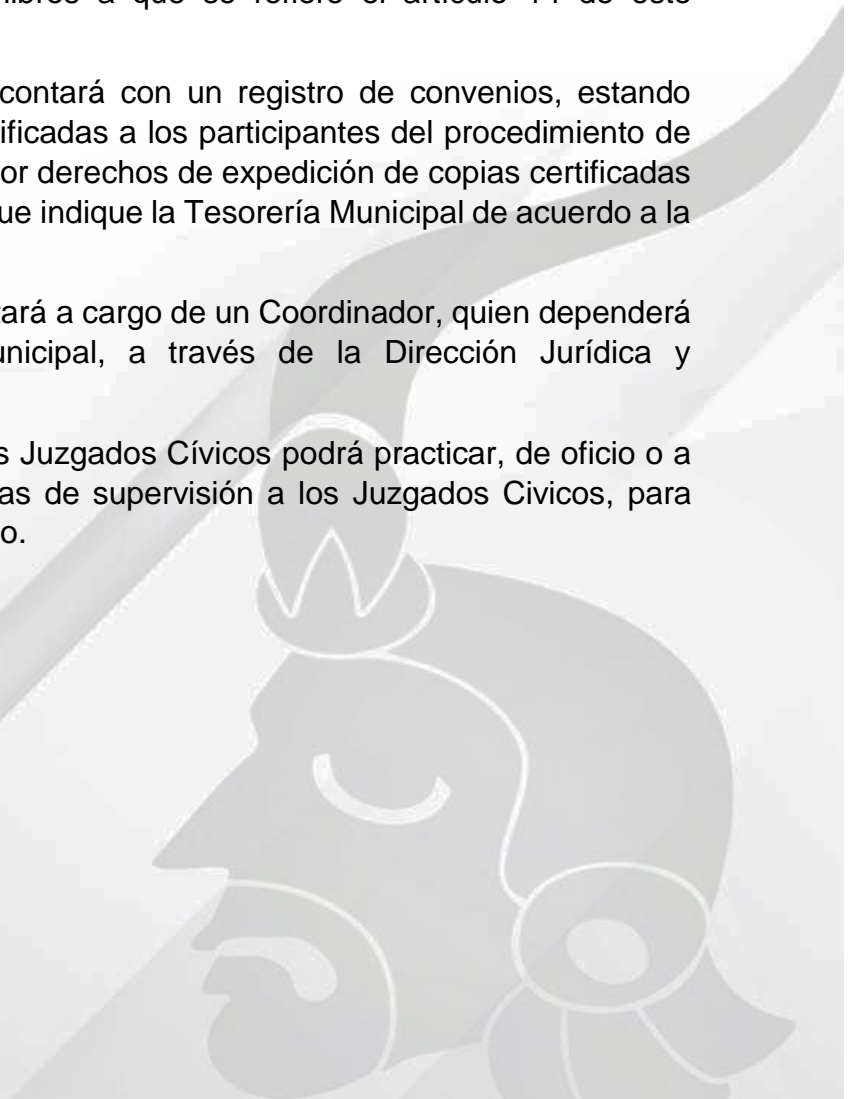 contará con un registro de convenios, estando
ificadas a los participantes del procedimiento de
or derechos de expedición de copias certificadas
ue indique la Tesorería Municipal de acuerdo a la
ará a cargo de un Coordinador, quien dependerá
unicipal, a través de la Dirección Jurídica y
s Juzgados Cívicos podrá practicar, de oficio o a
as de supervisión a los Juzgados Civicos, para
o.